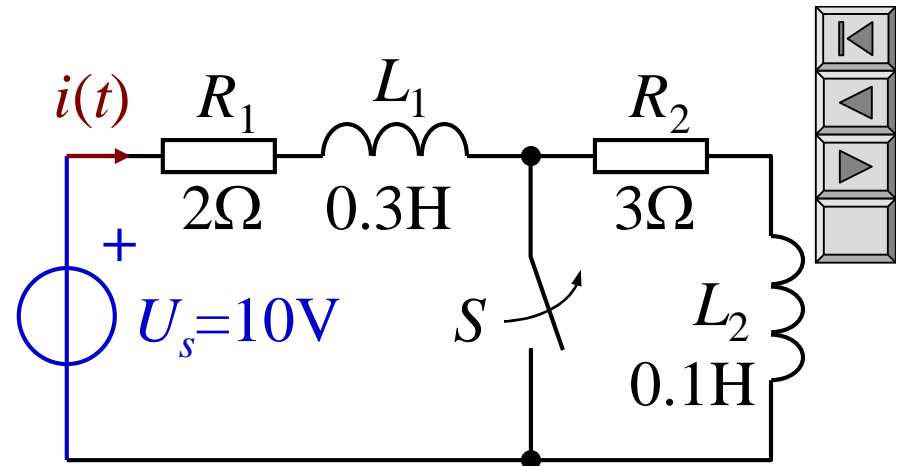 i(t) R₁ L₁ R₂
2Ω 0.3H 3Ω
+
Uₛ=10V S L₂
0.1H